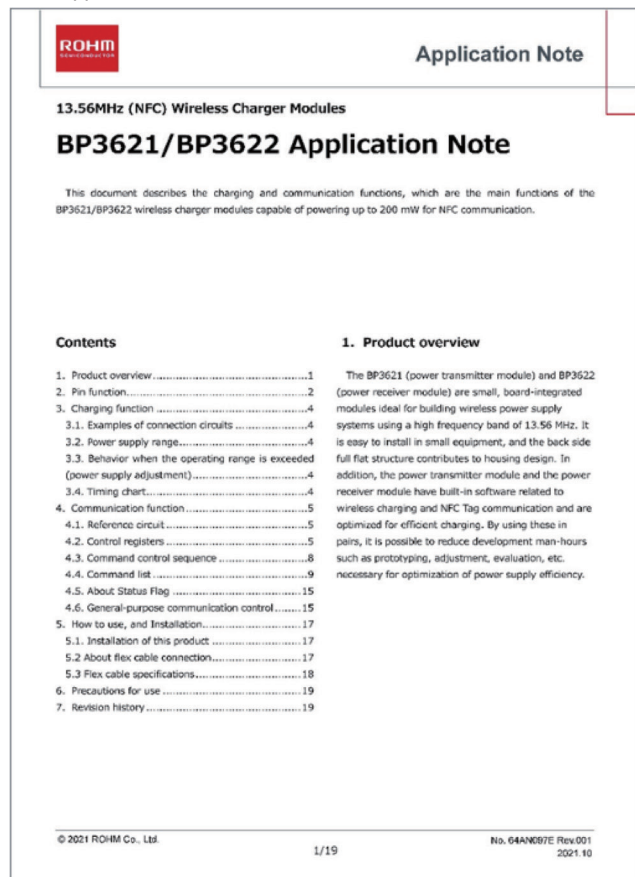 ROHM
SEMICONDUCTOR
Application Note
13.56MHz (NFC) Wireless Charger Modules
BP3621/BP3622 Application Note
This document describes the charging and communication functions, which are the main functions of the
BP3621/BP3622 wireless charger modules capable of powering up to 200 mW for NFC communication.
Contents
1. Product overview.......................................................1
2. Pin function................................................................2
3. Charging function ......................................................4
3.1. Examples of connection circuits ...........................4
3.2. Power supply range................................................4
3.3. Behavior when the operating range is exceeded
(power supply adjustment)............................................4
3.4. Timing chart............................................................4
4. Communication function............................................5
4.1. Reference circuit.....................................................5
4.2. Control registers .....................................................5
4.3. Command control sequence ..................................8
4.4. Command list..........................................................9
4.5. About Status Flag .................................................15
4.6. General-purpose communication control........15
5. How to use, and Installation...................................17
5.1. Installation of this product .................................17
5.2 About flex cable connection.................................17
5.3 Flex cable specifications.......................................18
6. Precautions for use .................................................19
7. Revision history.......................................................19
1. Product overview
The BP3621 (power transmitter module) and BP3622
(power receiver module) are small, board-integrated
modules ideal for building wireless power supply
systems using a high frequency band of 13.56 MHz. It
is easy to install in small equipment, and the back side
full flat structure contributes to housing design. In
addition, the power transmitter module and the power
receiver module have built-in software related to
wireless charging and NFC Tag communication and are
optimized for efficient charging. By using these in
pairs, it is possible to reduce development man-hours
such as prototyping, adjustment, evaluation, etc.
necessary for optimization of power supply efficiency.
© 2021 ROHM Co., Ltd.
1/19
No. 64AN097E Rev.001
2021.10